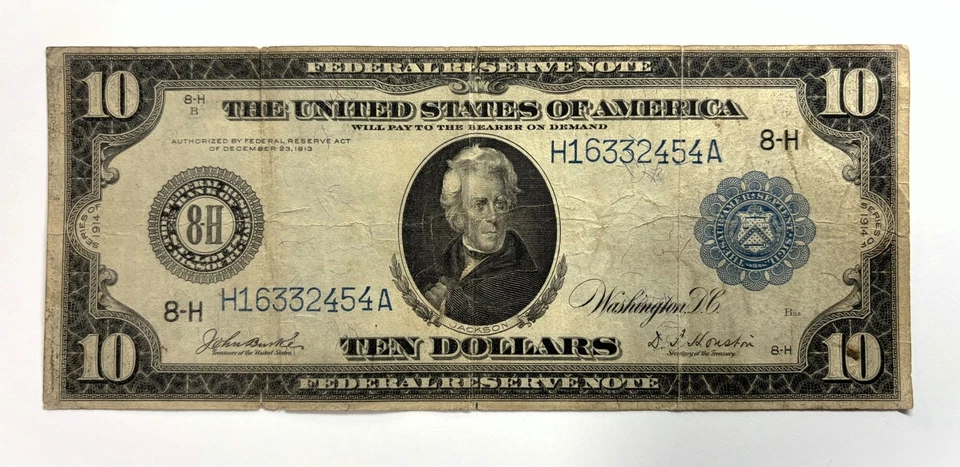 FEDERAL RESERVE NOTE
10
10
8-H
B
THE UNITED STATES OF AMERICA
WILL PAY TO THE BEARER ON DEMAND
AUTHORIZED BY FEDERAL RESERVE ACT
OF DECEMBER 23, 1913
H16332454A
8-H
SERIES OF
1914
8-H
SERIES OF
1914
8-H
H16332454A
JACKSON
Washington, D.C.
John Burke
Treasurer of the United States.
TEN DOLLARS
D. F. Houston
Secretary of the Treasury.
8-H
10
10
FEDERAL RESERVE NOTE